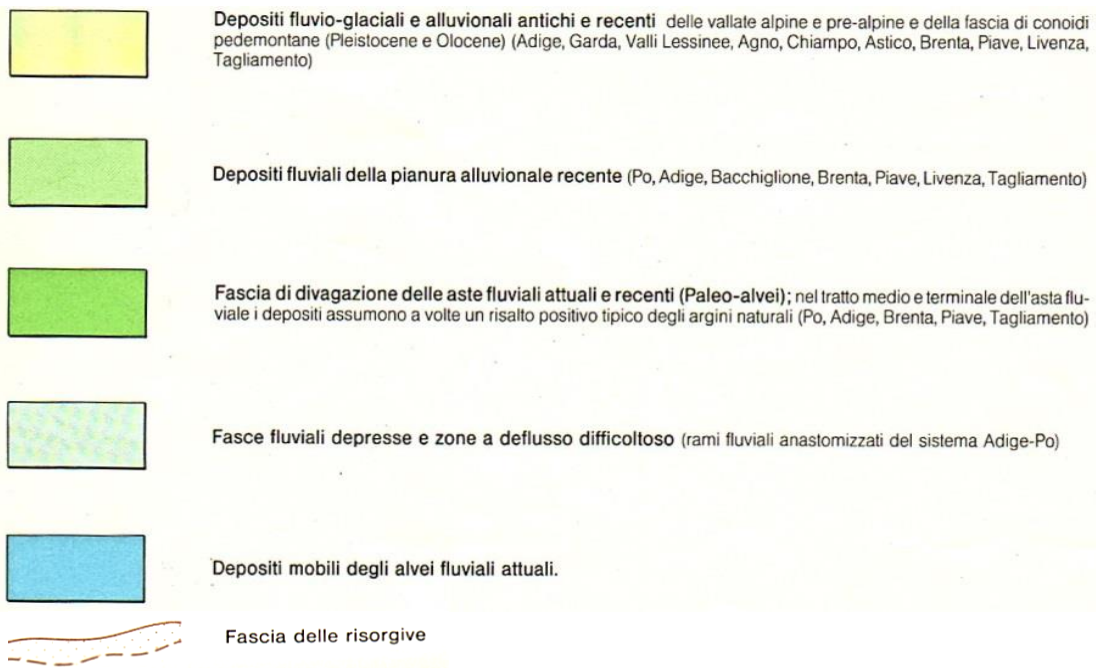 Depositi fluvio-glaciali e alluvionali antichi e recenti delle vallate alpine e pre-alpine e della fascia di conoidi
pedemontane (Pleistocene e Olocene) (Adige, Garda, Valli Lessinee, Agno, Chiampo, Astico, Brenta, Piave, Livenza,
Tagliamento)
Depositi fluviali della pianura alluvionale recente (Po, Adige, Bacchiglione, Brenta, Piave, Livenza, Tagliamento)
Fascia di divagazione delle aste fluviali attuali e recenti (Paleo-alvei); nel tratto medio e terminale dell'asta flu-
viale i depositi assumono a volte un risalto positivo tipico degli argini naturali (Po, Adige, Brenta, Piave, Tagliamento)
Fasce fluviali depresse e zone a deflusso difficoltoso (rami fluviali anastomizzati del sistema Adige-Po)
Depositi mobili degli alvei fluviali attuali.
Fascia delle risorgive